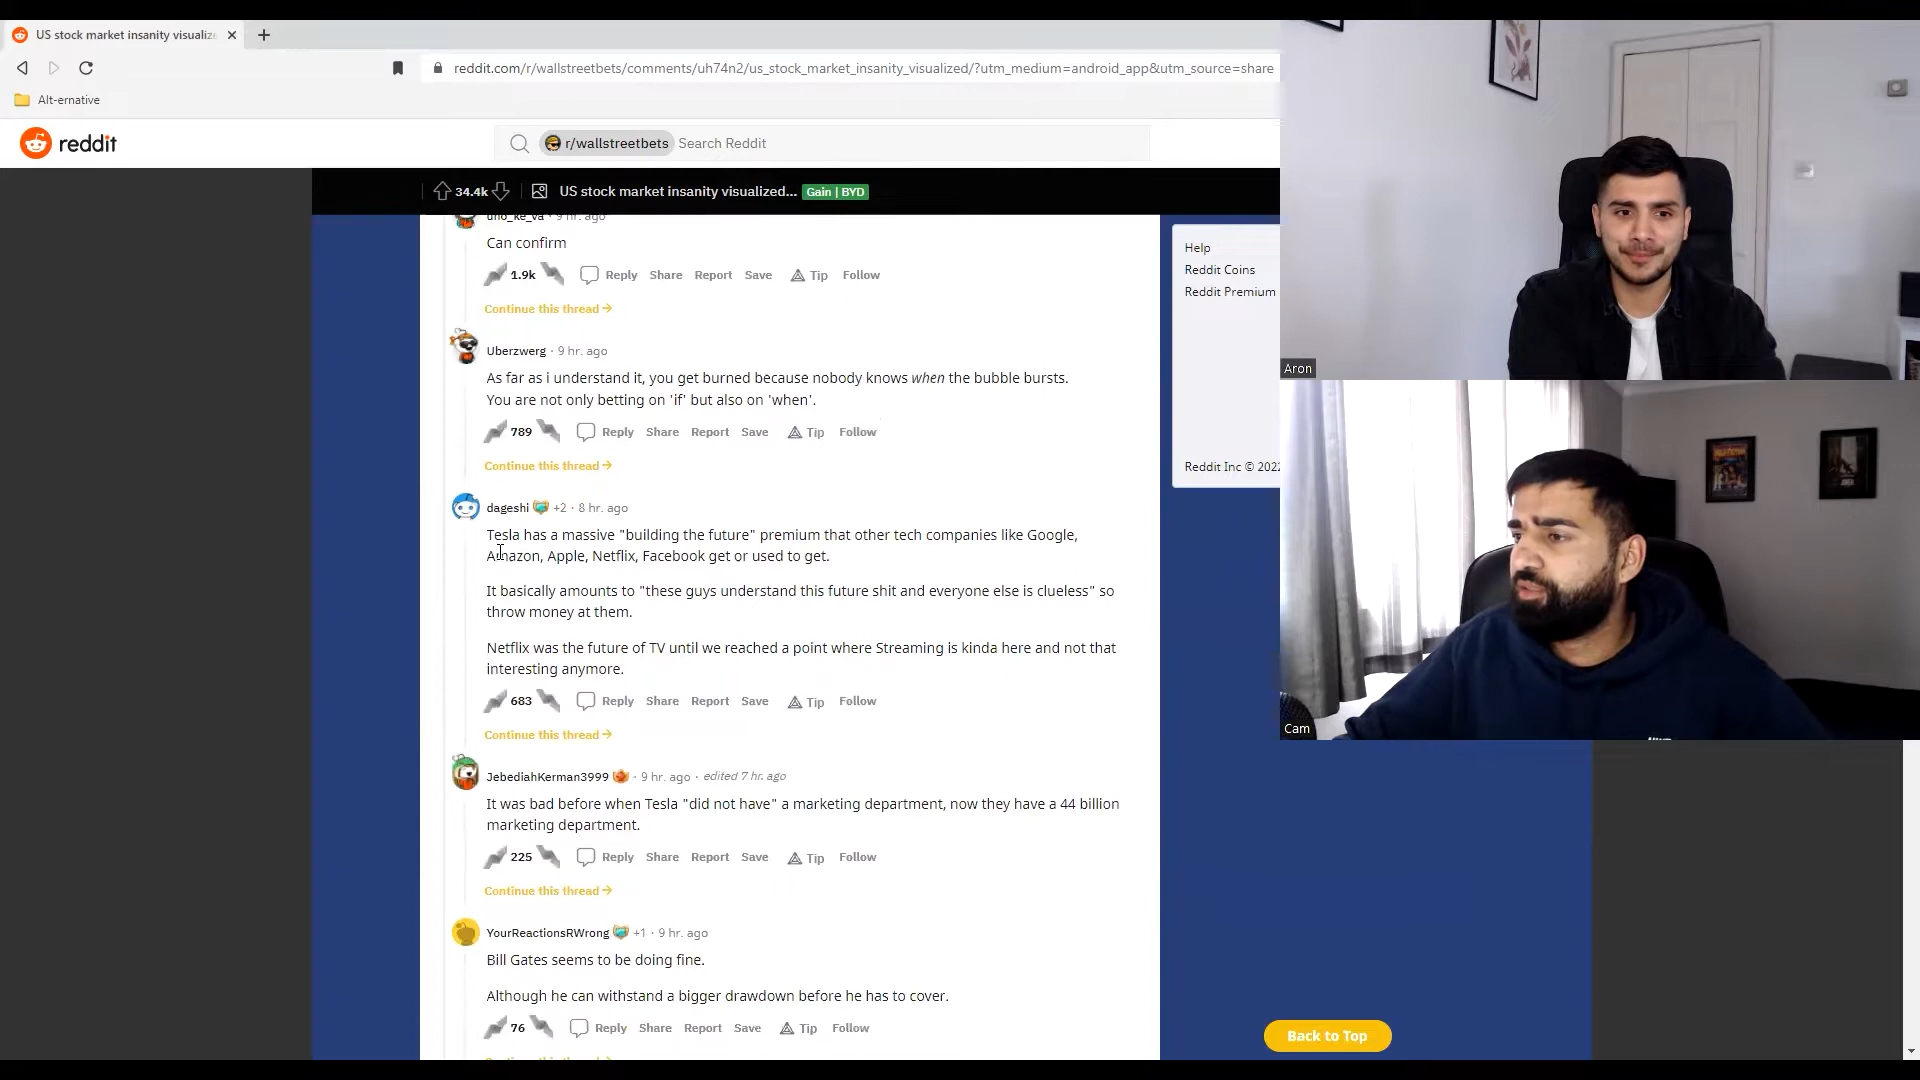 US stock market insanity visualiz
reddit.com/r/wallstreetbets/comments/uh74n2/us_stock_market_insanity_visualized/?utm_medium=android_app&utm_source=share
Alt-ernative
reddit
r/wallstreetbets Search Reddit
34.4k US stock market insanity visualized... Gain | BYD
uno_ke_va · 9 hr. ago
Can confirm
1.9k Reply Share Report Save Tip Follow
Continue this thread →
Uberzwerg · 9 hr. ago
As far as i understand it, you get burned because nobody knows when the bubble bursts.
You are not only betting on 'if' but also on 'when'.
789 Reply Share Report Save Tip Follow
Continue this thread →
dageshi +2 · 8 hr. ago
Tesla has a massive "building the future" premium that other tech companies like Google,
Amazon, Apple, Netflix, Facebook get or used to get.
It basically amounts to "these guys understand this future shit and everyone else is clueless" so
throw money at them.
Netflix was the future of TV until we reached a point where Streaming is kinda here and not that
interesting anymore.
683 Reply Share Report Save Tip Follow
Continue this thread →
JebediahKerman3999 · 9 hr. ago · edited 7 hr. ago
It was bad before when Tesla "did not have" a marketing department, now they have a 44 billion
marketing department.
225 Reply Share Report Save Tip Follow
Continue this thread →
YourReactionsRWrong +1 · 9 hr. ago
Bill Gates seems to be doing fine.
Although he can withstand a bigger drawdown before he has to cover.
76 Reply Share Report Save Tip Follow
Help
Reddit Coins
Reddit Premium
Reddit Inc © 2022
Back to Top
Aron
Cam